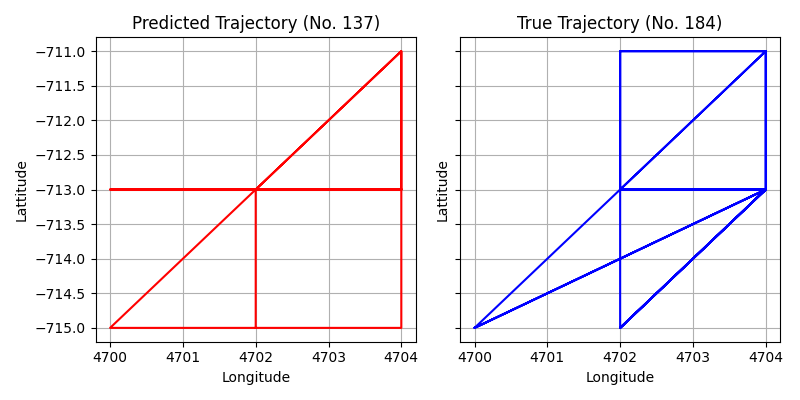 Predicted Trajectory (No. 137)
True Trajectory (No. 184)
−711.0
−711.5
−712.0
−712.5
−713.0
−713.5
−714.0
−714.5
−715.0
Lattitude
Lattitude
4700 4701 4702 4703 4704
4700 4701 4702 4703 4704
Longitude
Longitude